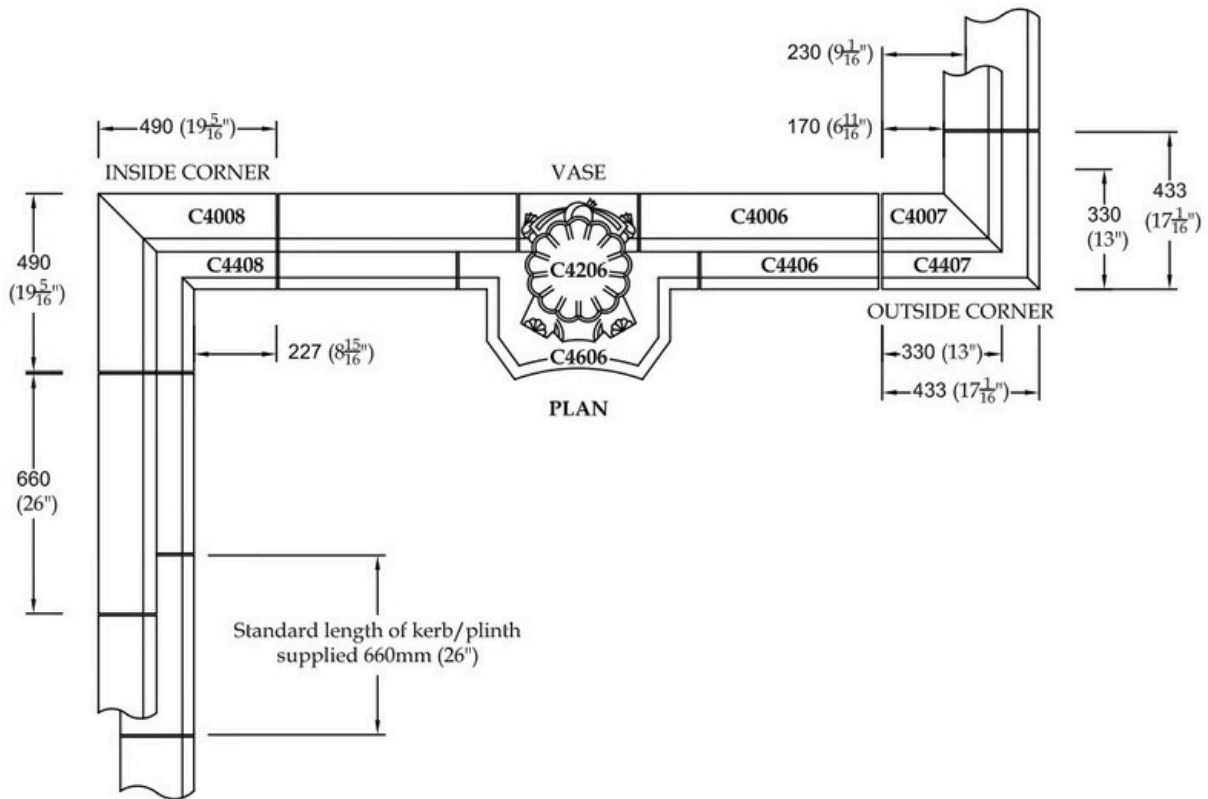 230 (9 1/16")
490 (19 5/16")
170 (6 11/16")
INSIDE CORNER
VASE
C4008
C4006
C4007
433
(17 1/16")
330
(13")
490
(19 5/16")
C4408
C4206
C4406
C4407
OUTSIDE CORNER
227 (8 15/16")
C4606
330 (13")
433 (17 1/16")
PLAN
660
(26")
Standard length of kerb/plinth
supplied 660mm (26")